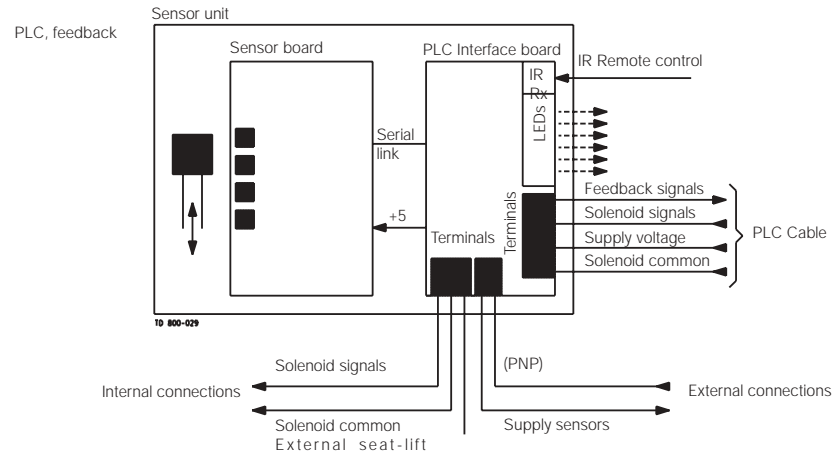 Sensor unit
PLC, feedback
Sensor board
PLC Interface board
IR Remote control
IR
Rx
LEDs
Serial
link
+5
Terminals
Terminals
Feedback signals
Solenoid signals
Supply voltage
Solenoid common
PLC Cable
TD 800-029
Solenoid signals
(PNP)
Internal connections
External connections
Solenoid common
Supply sensors
External seat-lift